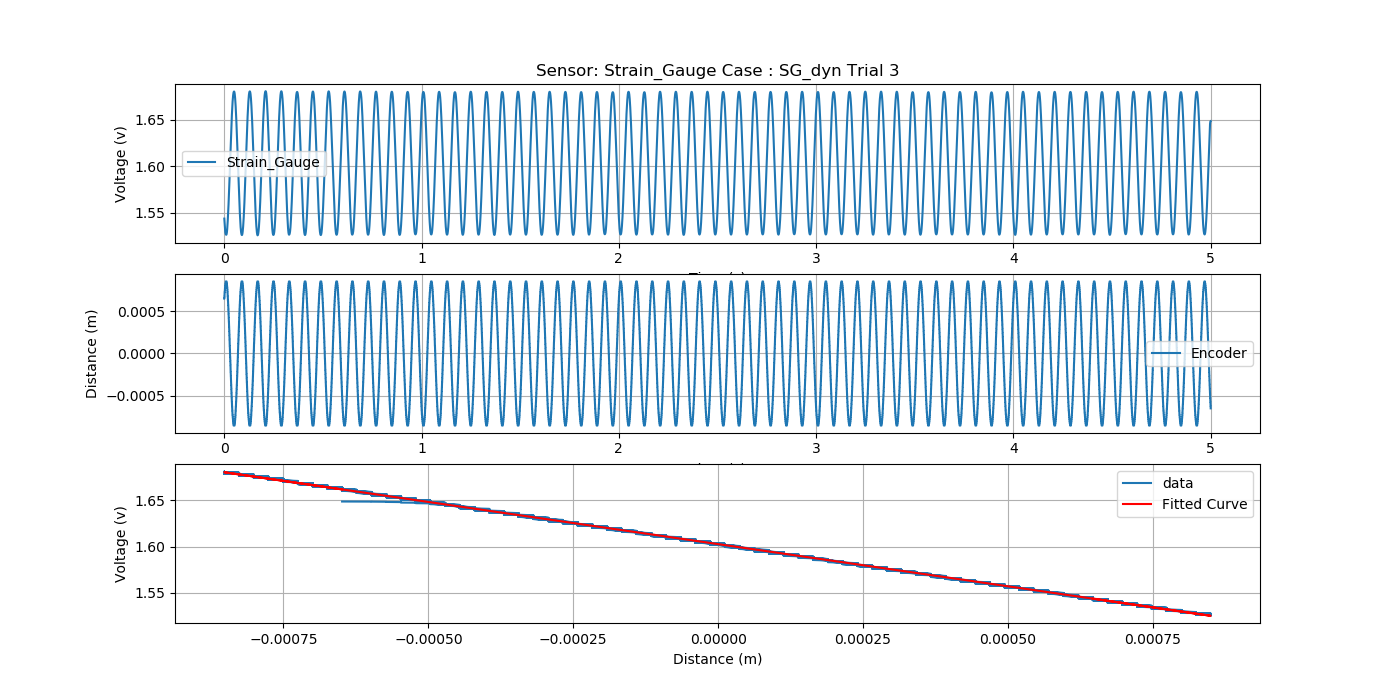 Sensor: Strain_Gauge Case : SG_dyn Trial 3
Voltage (v)
1.65
1.60
1.55
Strain_Gauge
0 1 2 3 4 5
Distance (m)
0.0005
0.0000
−0.0005
Encoder
0 1 2 3 4 5
Voltage (v)
1.65
1.60
1.55
data
Fitted Curve
−0.00075 −0.00050 −0.00025 0.00000 0.00025 0.00050 0.00075
Distance (m)